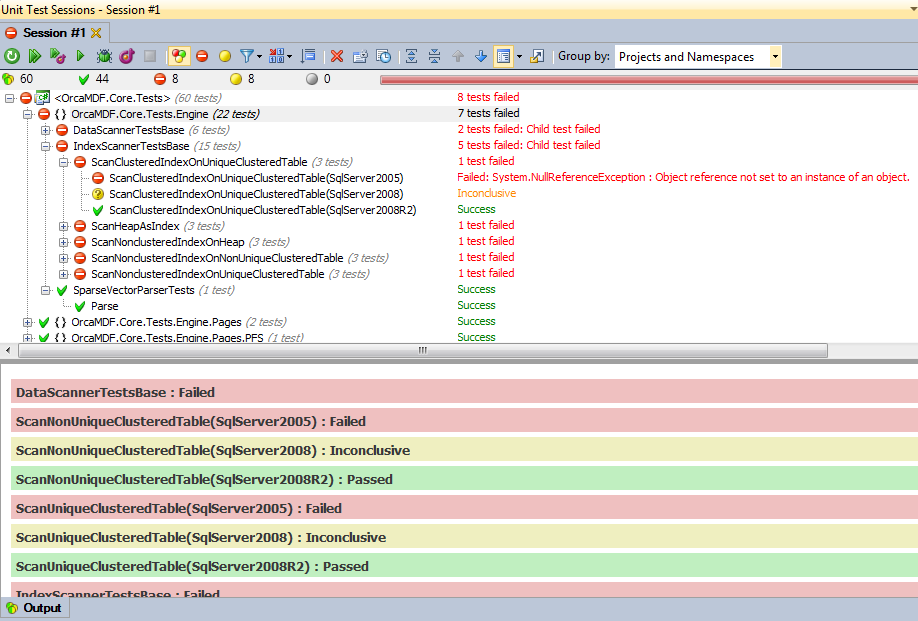 Unit Test Sessions - Session #1
Session #1
Group by: Projects and Namespaces
60 44 8 8 0
<OrcaMDF.Core.Tests> (60 tests) 8 tests failed
{} OrcaMDF.Core.Tests.Engine (22 tests) 7 tests failed
DataScannerTestsBase (6 tests) 2 tests failed: Child test failed
IndexScannerTestsBase (15 tests) 5 tests failed: Child test failed
ScanClusteredIndexOnUniqueClusteredTable (3 tests) 1 test failed
ScanClusteredIndexOnUniqueClusteredTable(SqlServer2005) Failed: System.NullReferenceException : Object reference not set to an instance of an object.
ScanClusteredIndexOnUniqueClusteredTable(SqlServer2008) Inconclusive
ScanClusteredIndexOnUniqueClusteredTable(SqlServer2008R2) Success
ScanHeapAsIndex (3 tests) 1 test failed
ScanNonclusteredIndexOnHeap (3 tests) 1 test failed
ScanNonclusteredIndexOnNonUniqueClusteredTable (3 tests) 1 test failed
ScanNonclusteredIndexOnUniqueClusteredTable (3 tests) 1 test failed
SparseVectorParserTests (1 test) Success
Parse Success
{} OrcaMDF.Core.Tests.Engine.Pages (2 tests) Success
{} OrcaMDF.Core.Tests.Engine.Pages.PFS (1 test) Success
DataScannerTestsBase : Failed
ScanNonUniqueClusteredTable(SqlServer2005) : Failed
ScanNonUniqueClusteredTable(SqlServer2008) : Inconclusive
ScanNonUniqueClusteredTable(SqlServer2008R2) : Passed
ScanUniqueClusteredTable(SqlServer2005) : Failed
ScanUniqueClusteredTable(SqlServer2008) : Inconclusive
ScanUniqueClusteredTable(SqlServer2008R2) : Passed
IndexScannerTestsBase : Failed
Output